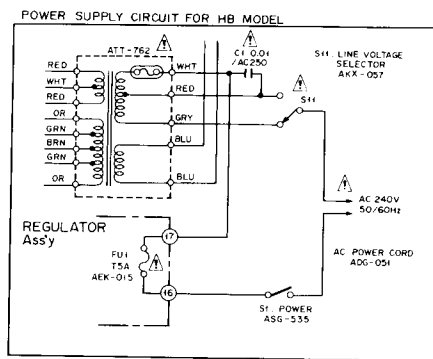 POWER SUPPLY CIRCUIT FOR HB MODEL
ATT-762
RED
WHT
RED
OR
GRN
BRN
GRN
OR
WHT
RED
GRY
BLU
BLU
C1 0.01
/AC250
S11. LINE VOLTAGE
SELECTOR
AKX-057
S11
AC 240V
50/60Hz
AC POWER CORD
ADG-051
REGULATOR
Ass'y
FU1
T5A
AEK-015
17
16
S1. POWER
ASG-535